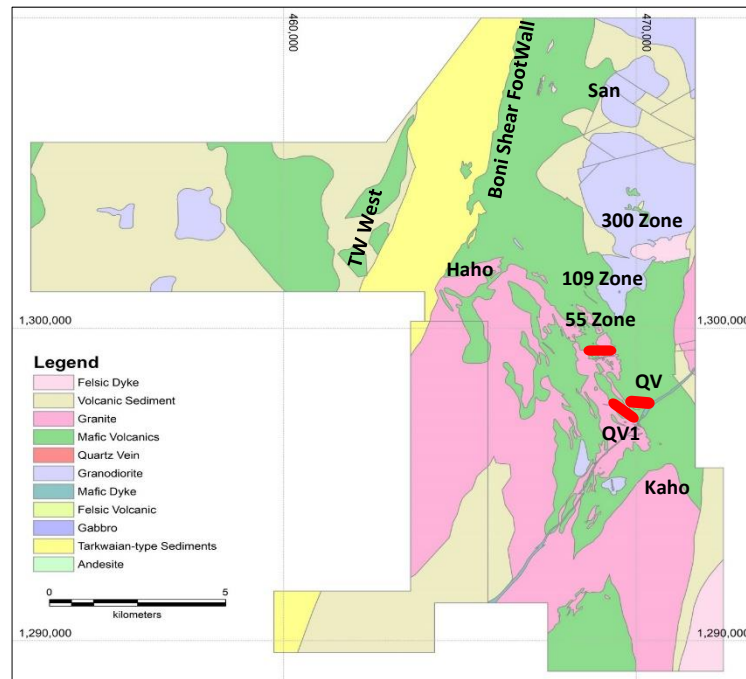 460,000
470,000
San
Boni Shear FootWall
TW West
300 Zone
Haho
109 Zone
1,300,000
1,300,000
55 Zone
QV
QV1
Kaho
Legend
Felsic Dyke
Volcanic Sediment
Granite
Mafic Volcanics
Quartz Vein
Granodiorite
Mafic Dyke
Felsic Volcanic
Gabbro
Tarkwaian-type Sediments
Andesite
0 5
kilometers
1,290,000
1,290,000